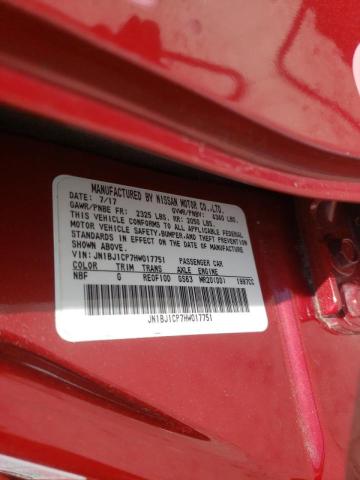 MANUFACTURED BY NISSAN MOTOR CO.,LTD.
DATE: 7/17 GVWR/PNBV: 4360 LBS.
GAWR/PNBE FR: 2325 LBS. RR: 2050 LBS.
THIS VEHICLE CONFORMS TO ALL APPLICABLE FEDERAL
MOTOR VEHICLE SAFETY,BUMPER,AND THEFT PREVENTION
STANDARDS IN EFFECT ON THE DATE OF MANUFACTURE
SHOWN ABOVE.
VIN: JN1BJ1CP7HW017751 PASSENGER CAR
COLOR TRIM TRANS AXLE ENGINE
NBF G RE0F10D GS63 MR20(DD) 1997CC
JN1BJ1CP7HW017751